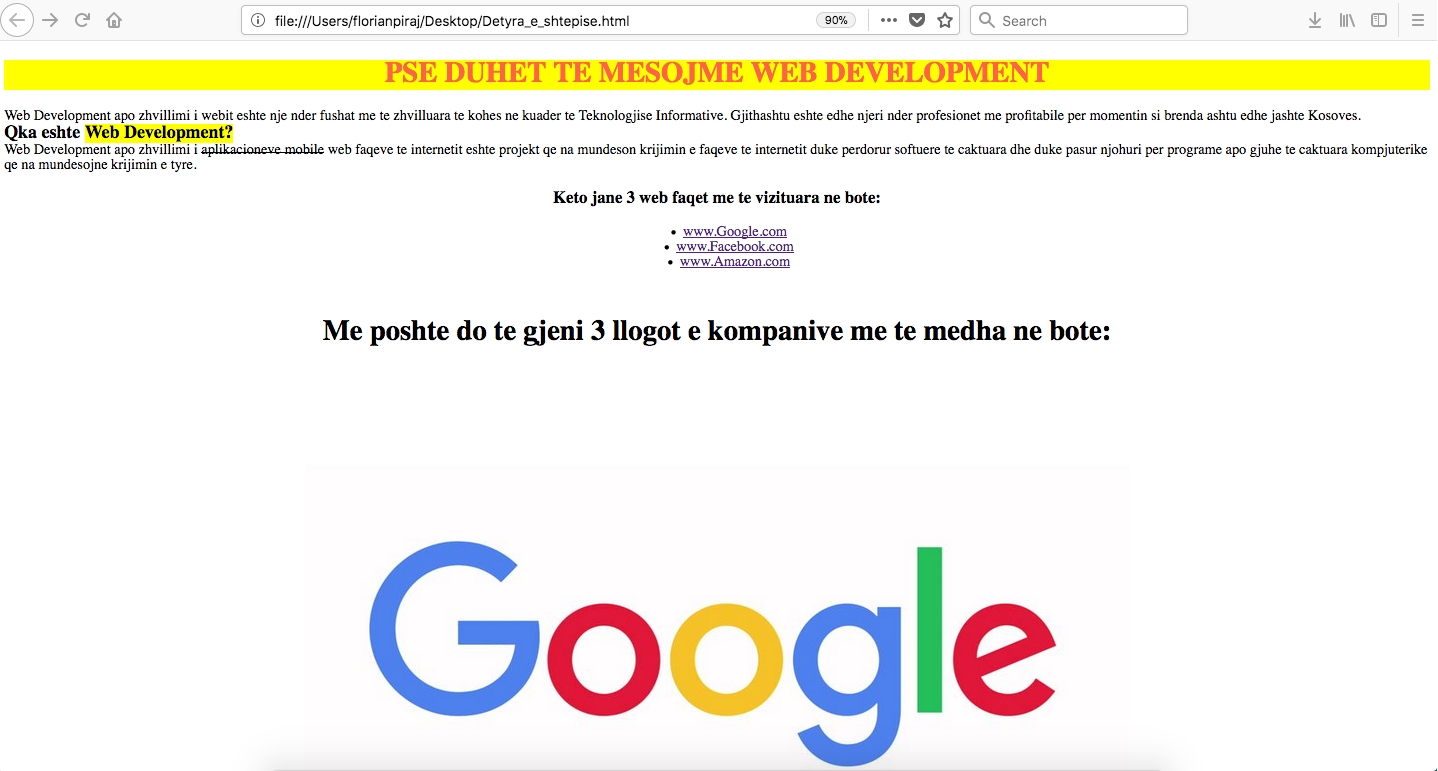 file:///Users/florianpiraj/Desktop/Detyra_e_shtepise.html 90% Search
PSE DUHET TE MESOJME WEB DEVELOPMENT
Web Development apo zhvillimi i webit eshte nje nder fushat me te zhvilluara te kohes ne kuader te Teknologjise Informative. Gjithashtu eshte edhe njeri nder profesionet me profitabile per momentin si brenda ashtu edhe jashte Kosoves.
Qka eshte Web Development?
Web Development apo zhvillimi i aplikacioneve mobile web faqeve te internetit eshte projekt qe na mundeson krijimin e faqeve te internetit duke perdorur softuere te caktuara dhe duke pasur njohuri per programe apo gjuhe te caktuara kompjuterike
qe na mundesojne krijimin e tyre.
Keto jane 3 web faqet me te vizituara ne bote:
• www.Google.com
• www.Facebook.com
• www.Amazon.com
Me poshte do te gjeni 3 llogot e kompanive me te medha ne bote:
Google